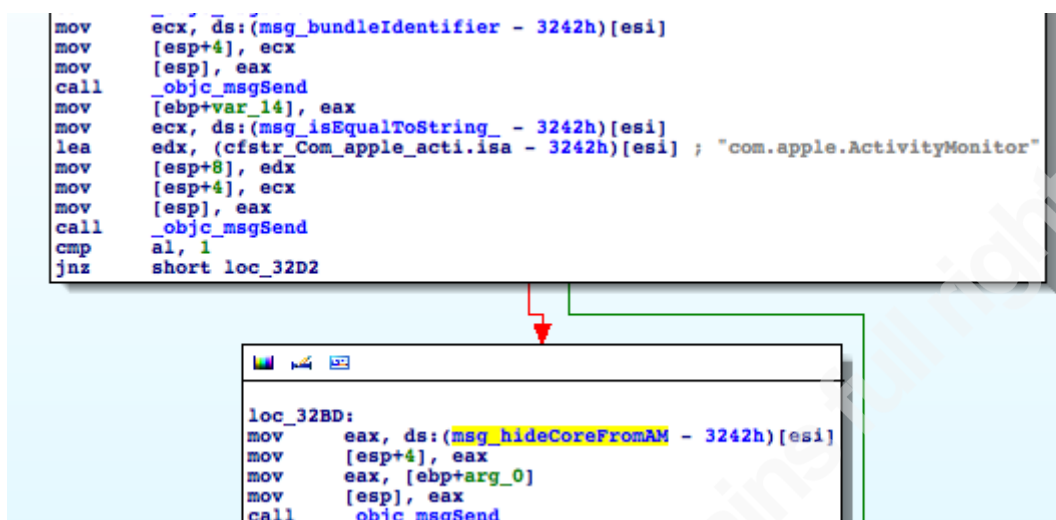 mov ecx, ds:(msg_bundleIdentifier - 3242h)[esi]
mov [esp+4], ecx
mov [esp], eax
call _objc_msgSend
mov [ebp+var_14], eax
mov ecx, ds:(msg_isEqualToString_ - 3242h)[esi]
lea edx, (cfstr_Com_apple_acti.isa - 3242h)[esi] ; "com.apple.ActivityMonitor"
mov [esp+8], edx
mov [esp+4], ecx
mov [esp], eax
call _objc_msgSend
cmp al, 1
jnz short loc_32D2
loc_32BD:
mov eax, ds:(msg_hideCoreFromAM - 3242h)[esi]
mov [esp+4], eax
mov eax, [ebp+arg_0]
mov [esp], eax
call _objc_msgSend